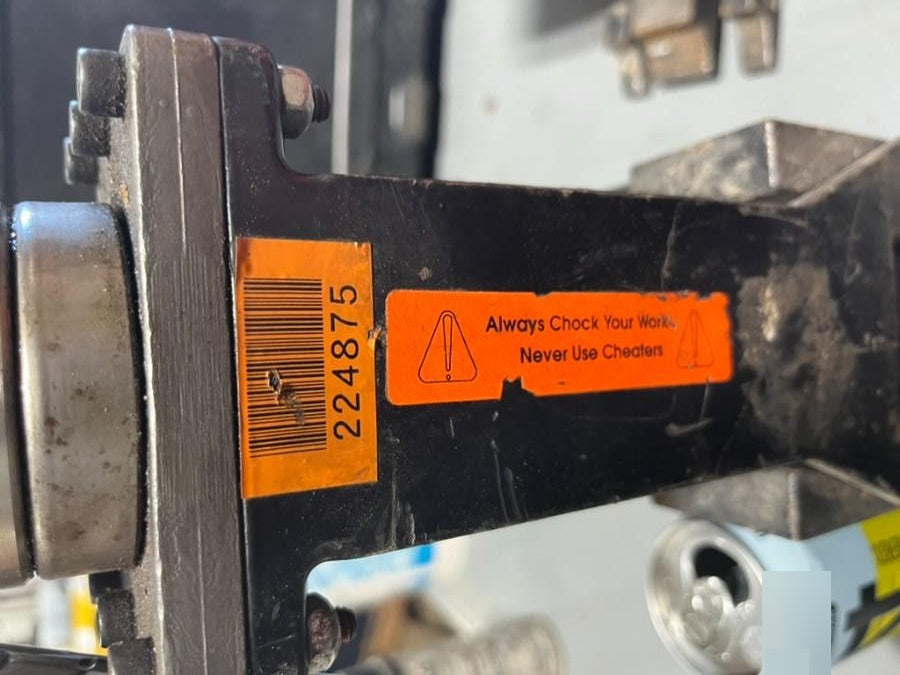 224875
Always Chock Your Work
Never Use Cheaters